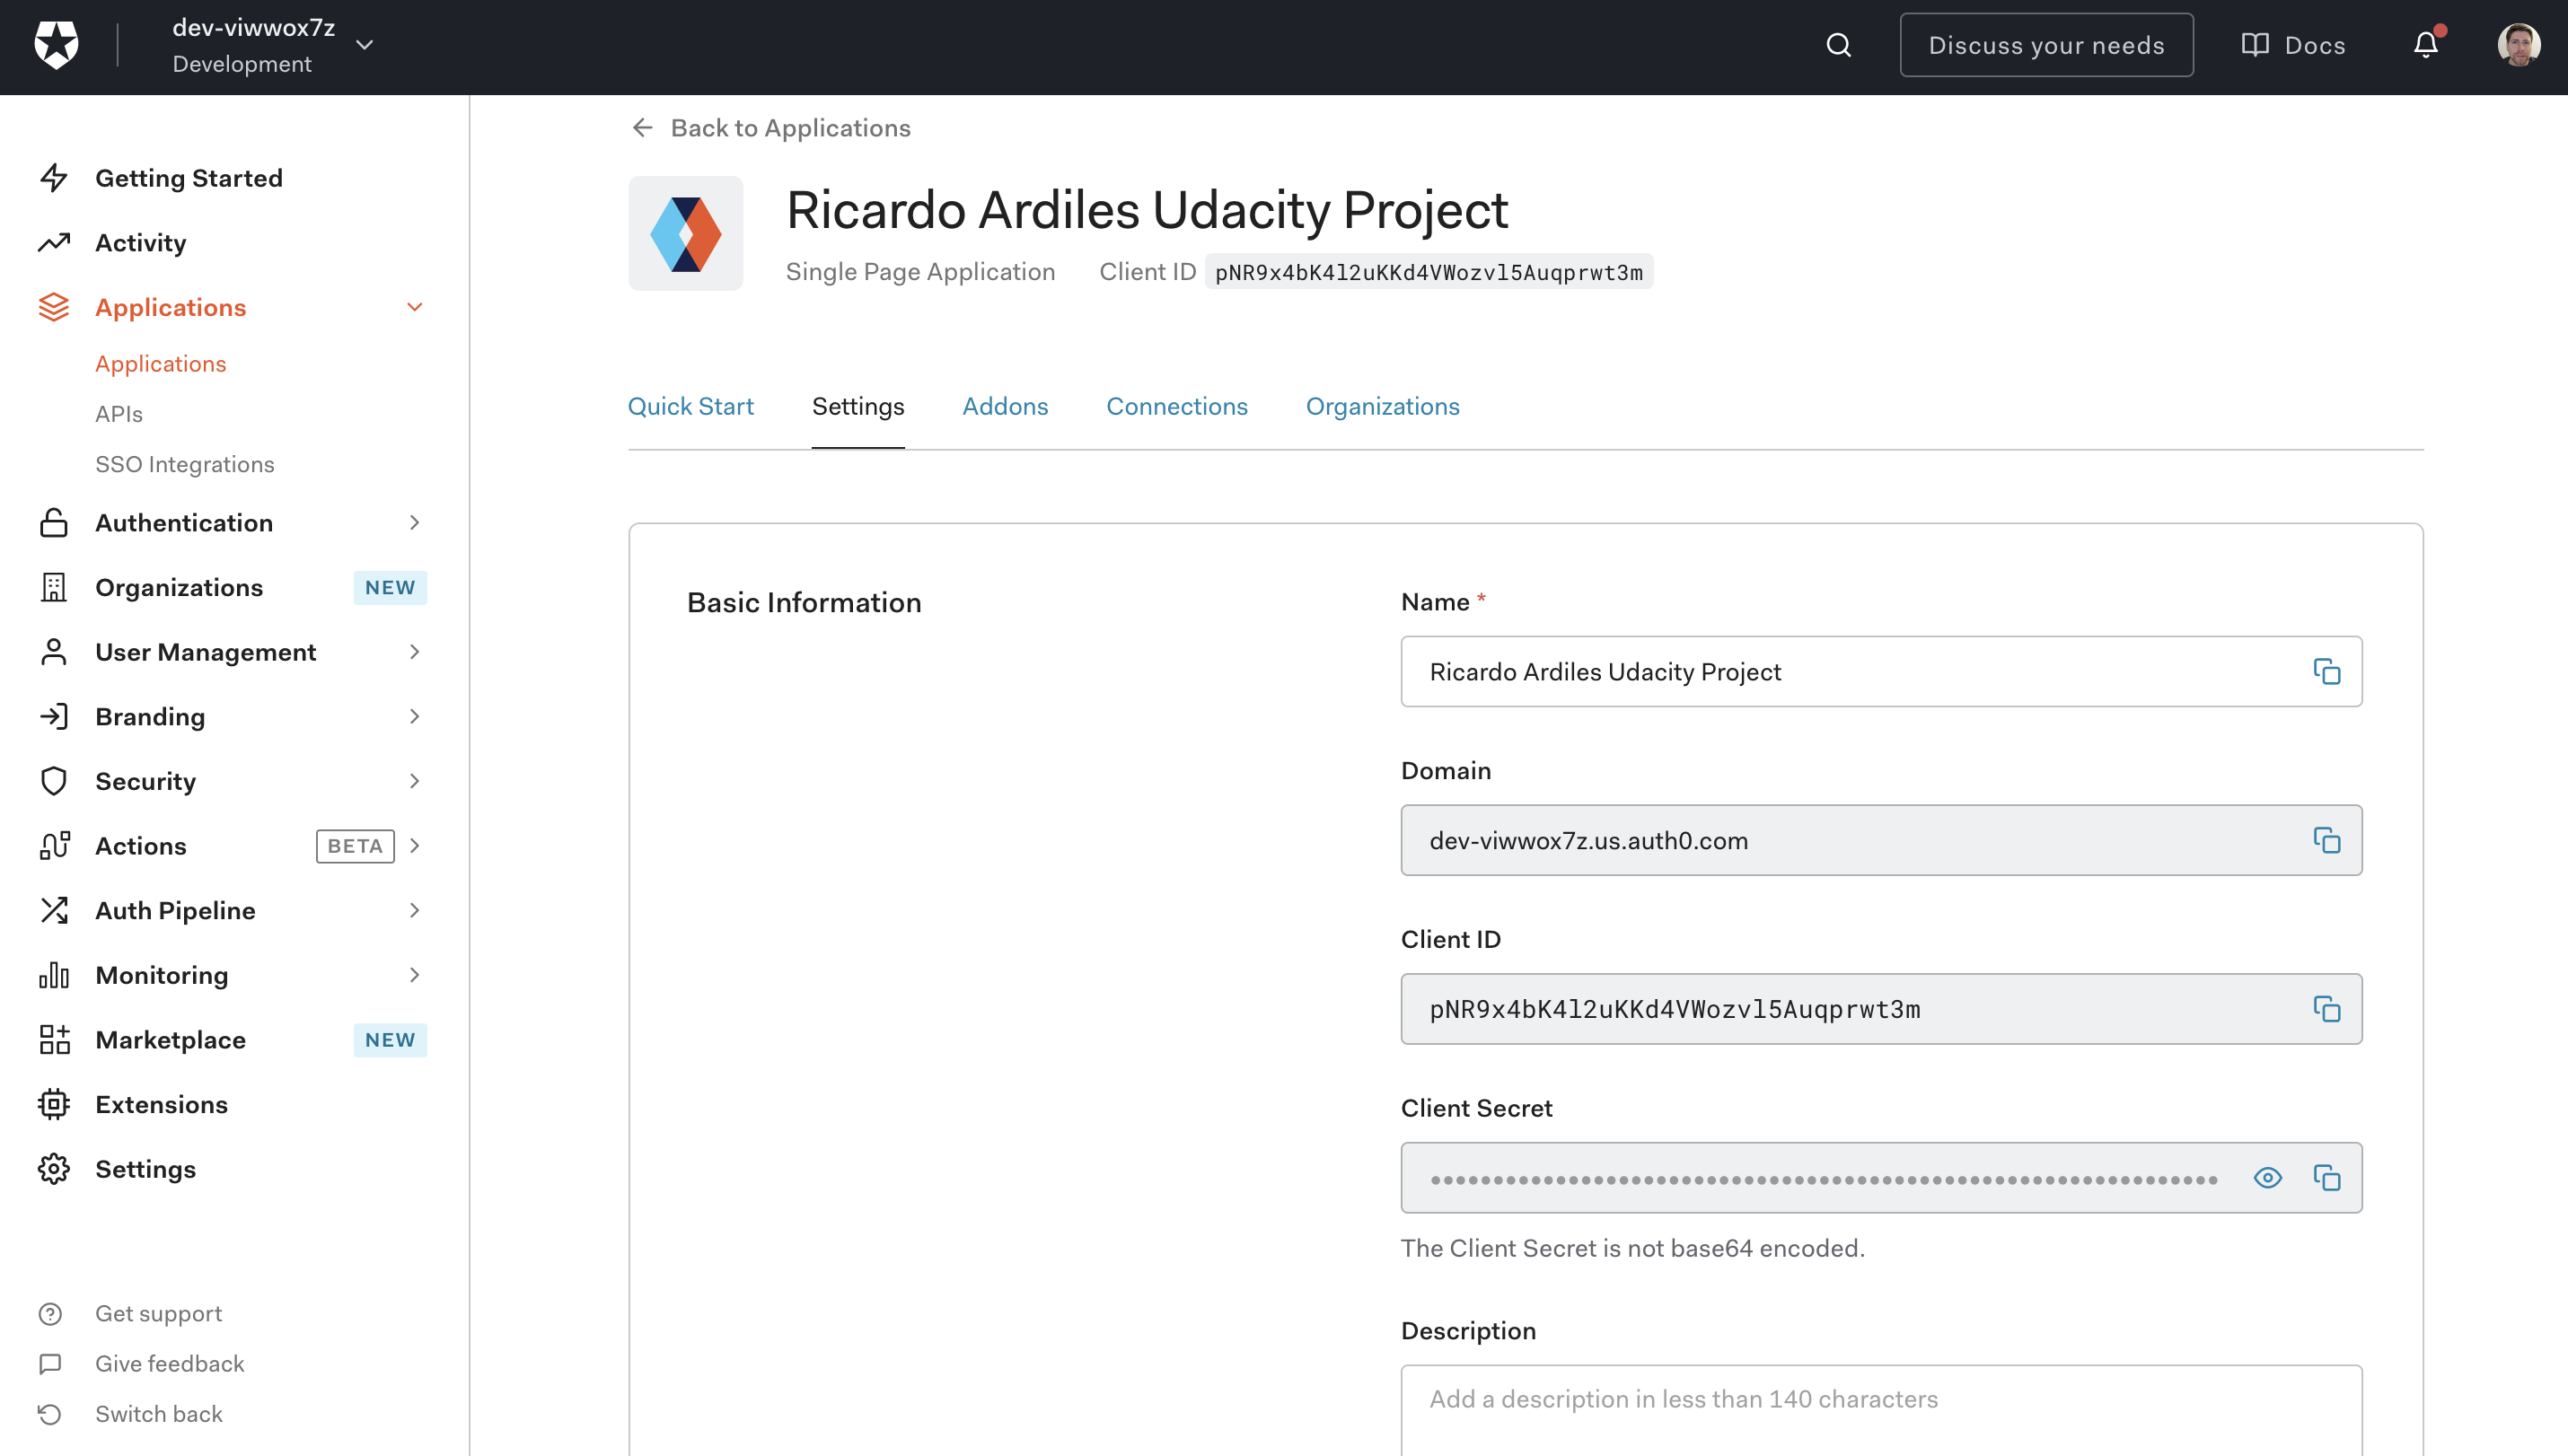 dev-viwwox7z
Development
Discuss your needs
Docs
Getting Started
Activity
Applications
Applications
APIs
SSO Integrations
Authentication
Organizations NEW
User Management
Branding
Security
Actions BETA
Auth Pipeline
Monitoring
Marketplace NEW
Extensions
Settings
Get support
Give feedback
Switch back
Back to Applications
Ricardo Ardiles Udacity Project
Single Page Application Client ID pNR9x4bK4l2uKKd4VWozvl5Auqprwt3m
Quick Start Settings Addons Connections Organizations
Basic Information
Name *
Ricardo Ardiles Udacity Project
Domain
dev-viwwox7z.us.auth0.com
Client ID
pNR9x4bK4l2uKKd4VWozvl5Auqprwt3m
Client Secret
The Client Secret is not base64 encoded.
Description
Add a description in less than 140 characters